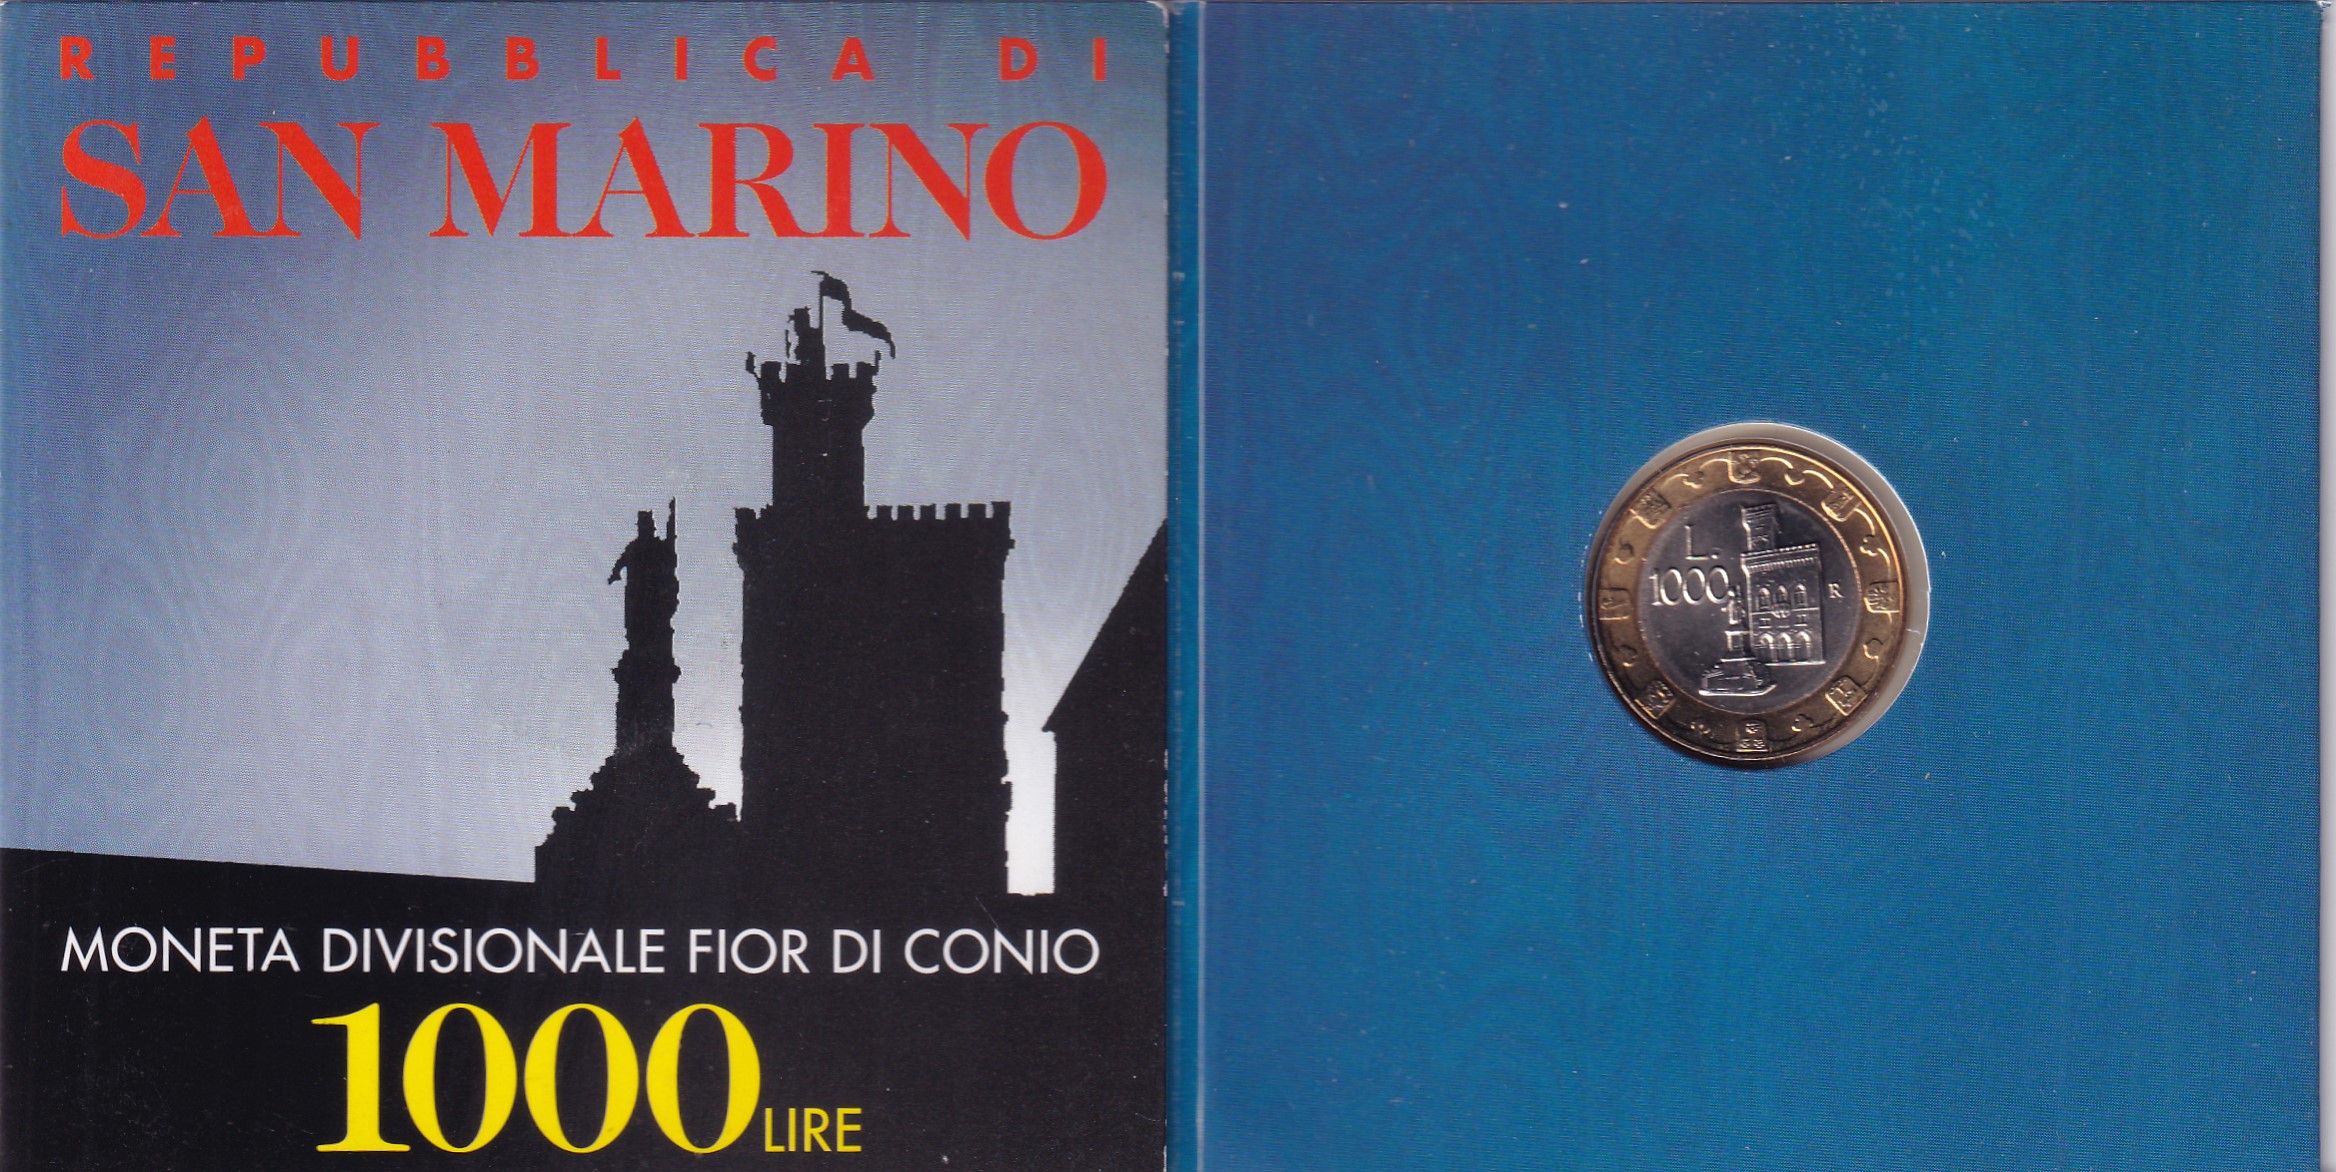 REPUBBLICA DI
SAN MARINO
MONETA DIVISIONALE FIOR DI CONIO
1000 LIRE
L.
1000
R